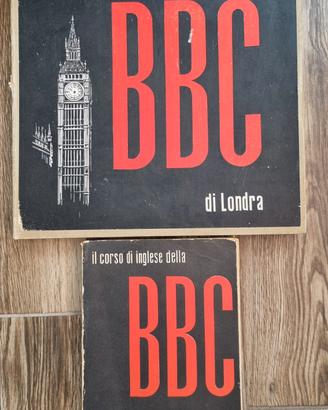 BBC
di Londra
il corso di inglese della
BBC